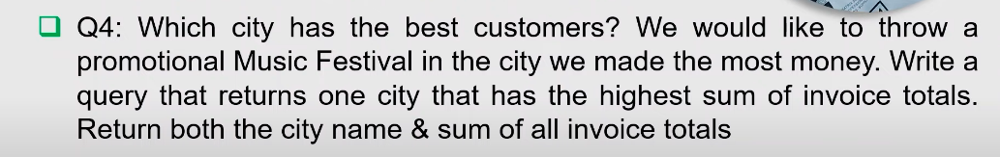 Q4: Which city has the best customers? We would like to throw a
promotional Music Festival in the city we made the most money. Write a
query that returns one city that has the highest sum of invoice totals.
Return both the city name & sum of all invoice totals